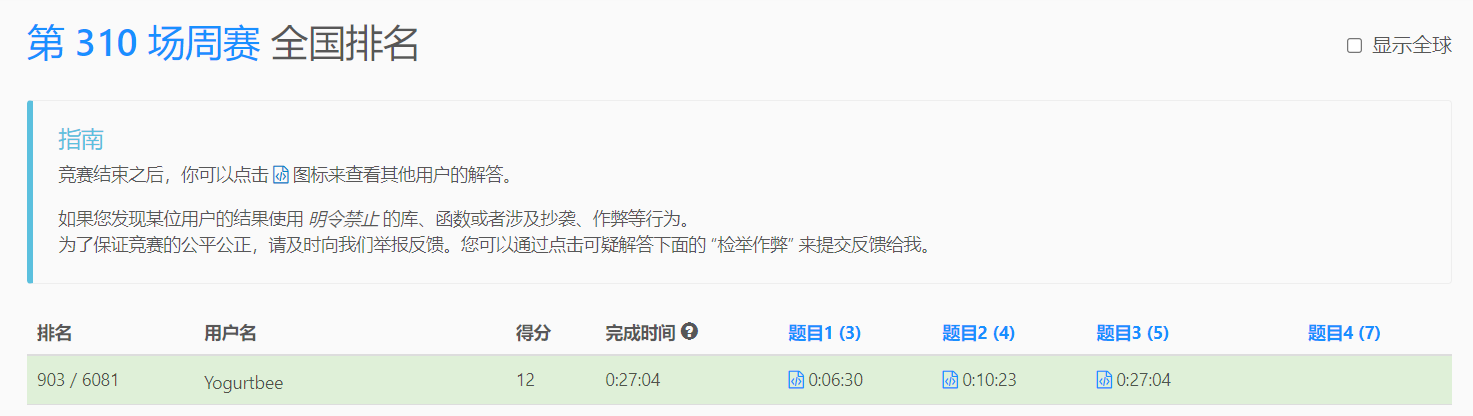 第 310 场周赛 全国排名
显示全球
指南
竞赛结束之后，你可以点击 图标来查看其他用户的解答。
如果您发现某位用户的结果使用 明令禁止 的库、函数或者涉及抄袭、作弊等行为。
为了保证竞赛的公平公正，请及时向我们举报反馈。您可以通过点击可疑解答下面的 “检举作弊” 来提交反馈给我。
排名 用户名 得分 完成时间 题目1 (3) 题目2 (4) 题目3 (5) 题目4 (7)
903 / 6081 Yogurtbee 12 0:27:04 0:06:30 0:10:23 0:27:04